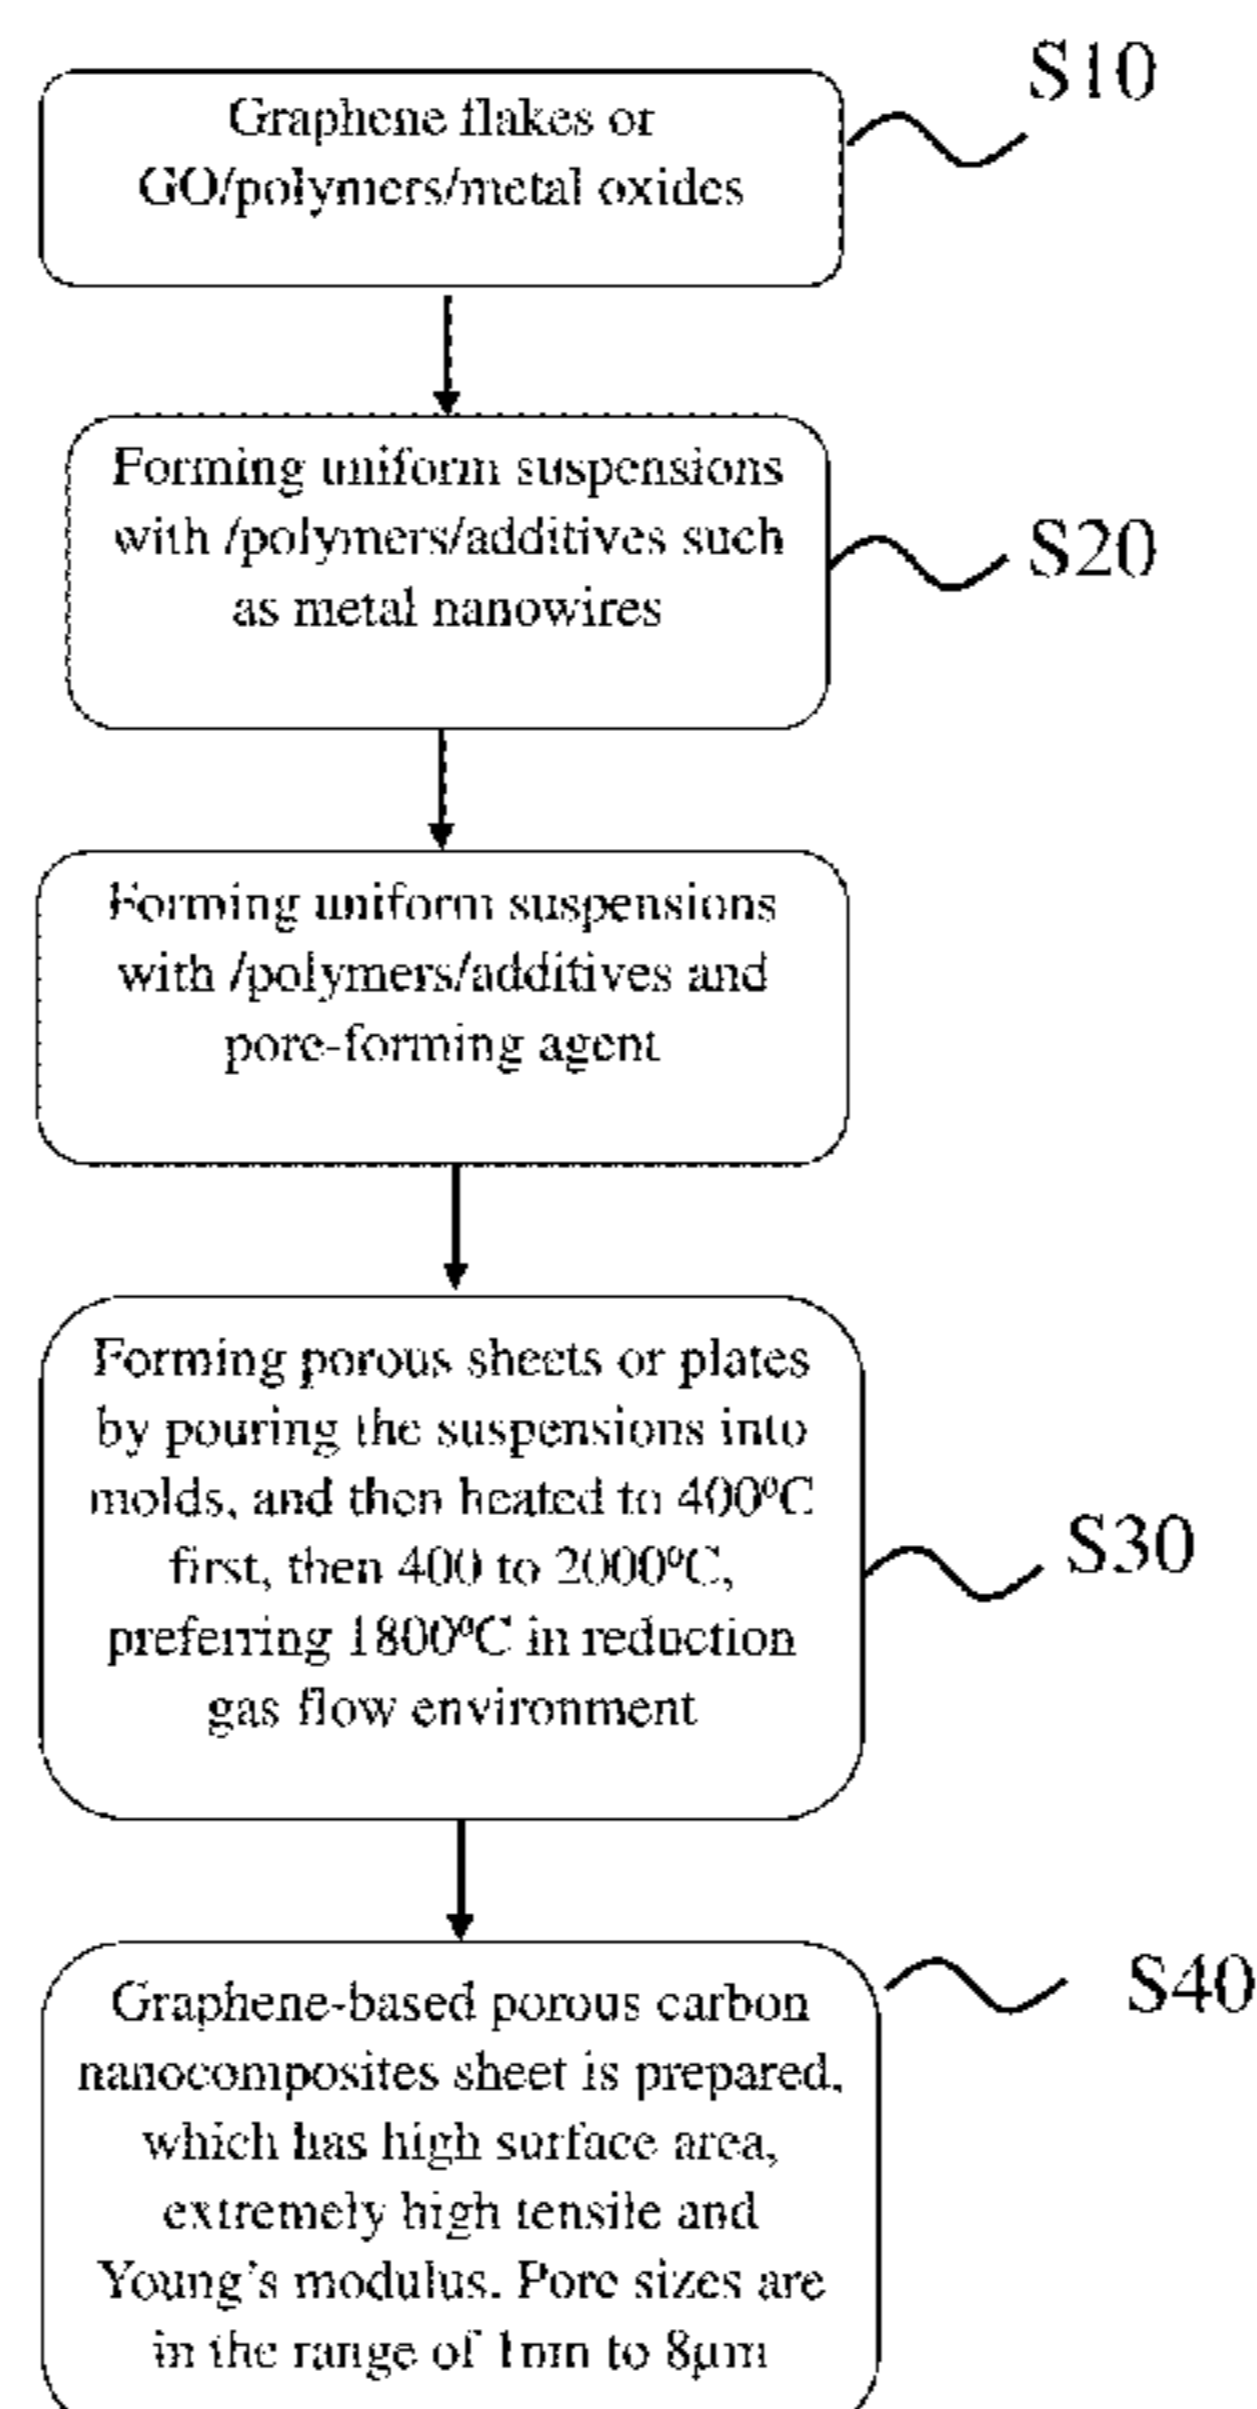 S10
Graphene flakes or
GO/polymers/metal oxides
Forming uniform suspensions
with /polymers/additives such
as metal nanowires
S20
Forming uniform suspensions
with /polymers/additives and
pore-forming agent
Forming porous sheets or plates
by pouring the suspensions into
molds, and then heated to 400⁰C
first, then 400 to 2000⁰C,
preferring 1800⁰C in reduction
gas flow environment
S30
S40
Graphene-based porous carbon
nanocomposites sheet is prepared,
which has high surface area,
extremely high tensile and
Young's modulus. Pore sizes are
in the range of 1nm to 8μm